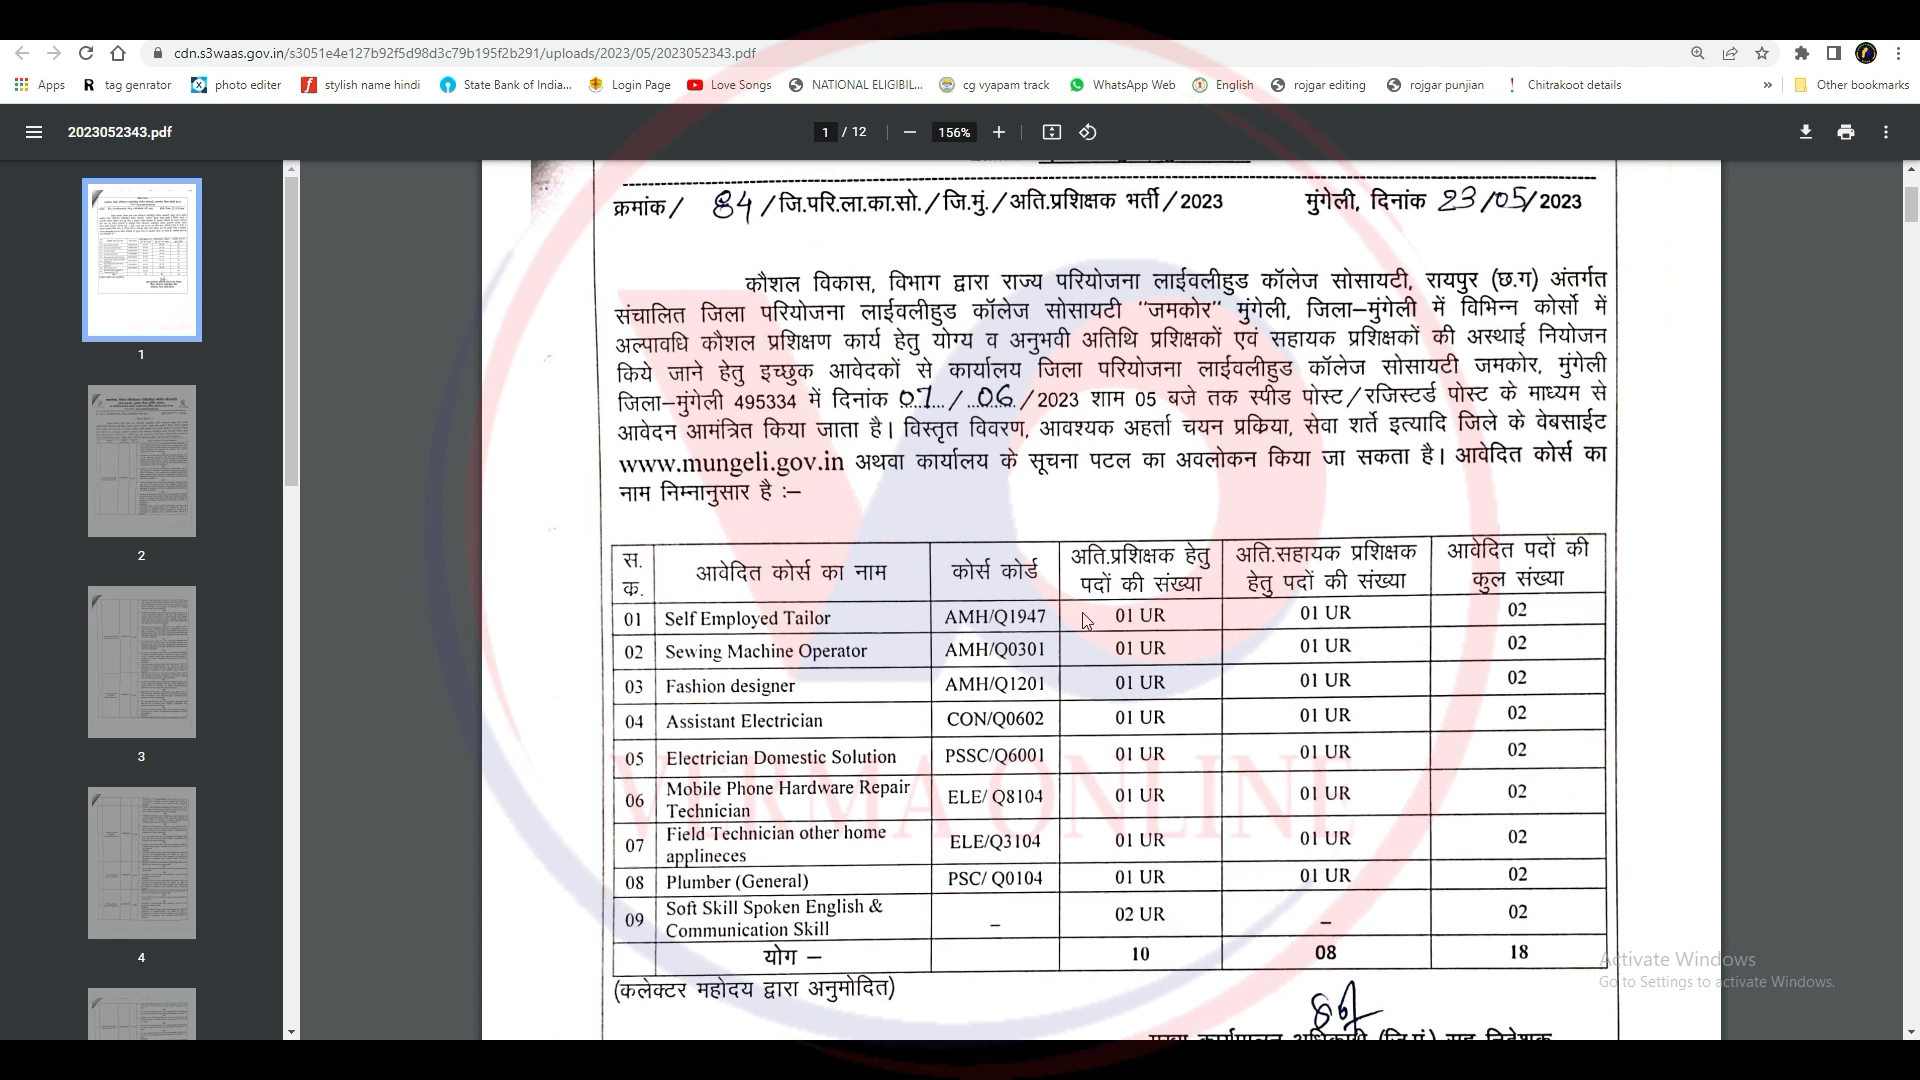 cdn.s3waas.gov.in/s3051e4e127b92f5d98d3c79b195f2b291/uploads/2023/05/2023052343.pdf
Apps R tag genrator photo editer stylish name hindi State Bank of India... Login Page Love Songs NATIONAL ELIGIBIL... cg vyapam track WhatsApp Web English rojgar editing rojgar punjian Chitrakoot details » Other bookmarks
2023052343.pdf 1 / 12 156%
क्रमांक / 84 /जि.परि.ला.का.सो./जि.मुं./अति.प्रशिक्षक भर्ती/2023 मुंगेली, दिनांक 23/05/2023
कौशल विकास, विभाग द्वारा राज्य परियोजना लाईवलीहुड कॉलेज सोसायटी, रायपुर (छ.ग) अंतर्गत
संचालित जिला परियोजना लाईवलीहुड कॉलेज सोसायटी "जमकोर" मुंगेली, जिला–मुंगेली में विभिन्न कोर्सो में
अल्पावधि कौशल प्रशिक्षण कार्य हेतु योग्य व अनुभवी अतिथि प्रशिक्षकों एवं सहायक प्रशिक्षकों की अस्थाई नियोजन
किये जाने हेतु इच्छुक आवेदकों से कार्यालय जिला परियोजना लाईवलीहुड कॉलेज सोसायटी जमकोर, मुंगेली
जिला–मुंगेली 495334 में दिनांक 07/06/2023 शाम 05 बजे तक स्पीड पोस्ट/रजिस्टर्ड पोस्ट के माध्यम से
आवेदन आमंत्रित किया जाता है। विस्तृत विवरण, आवश्यक अहर्ता चयन प्रकिया, सेवा शर्ते इत्यादि जिले के वेबसाईट
www.mungeli.gov.in अथवा कार्यालय के सूचना पटल का अवलोकन किया जा सकता है। आवेदित कोर्स का
नाम निम्नानुसार है :–
स. क. आवेदित कोर्स का नाम कोर्स कोर्ड अति.प्रशिक्षक हेतु पदों की संख्या अति.सहायक प्रशिक्षक हेतु पदों की संख्या आवेदित पदों की कुल संख्या
01 Self Employed Tailor AMH/Q1947 01 UR 01 UR 02
02 Sewing Machine Operator AMH/Q0301 01 UR 01 UR 02
03 Fashion designer AMH/Q1201 01 UR 01 UR 02
04 Assistant Electrician CON/Q0602 01 UR 01 UR 02
05 Electrician Domestic Solution PSSC/Q6001 01 UR 01 UR 02
06 Mobile Phone Hardware Repair Technician ELE/ Q8104 01 UR 01 UR 02
07 Field Technician other home applineces ELE/Q3104 01 UR 01 UR 02
08 Plumber (General) PSC/ Q0104 01 UR 01 UR 02
09 Soft Skill Spoken English & Communication Skill – 02 UR – 02
योग – 10 08 18
(कलेक्टर महोदय द्वारा अनुमोदित)
VERMA ONLINE
Activate Windows
Go to Settings to activate Windows.
1
2
3
4